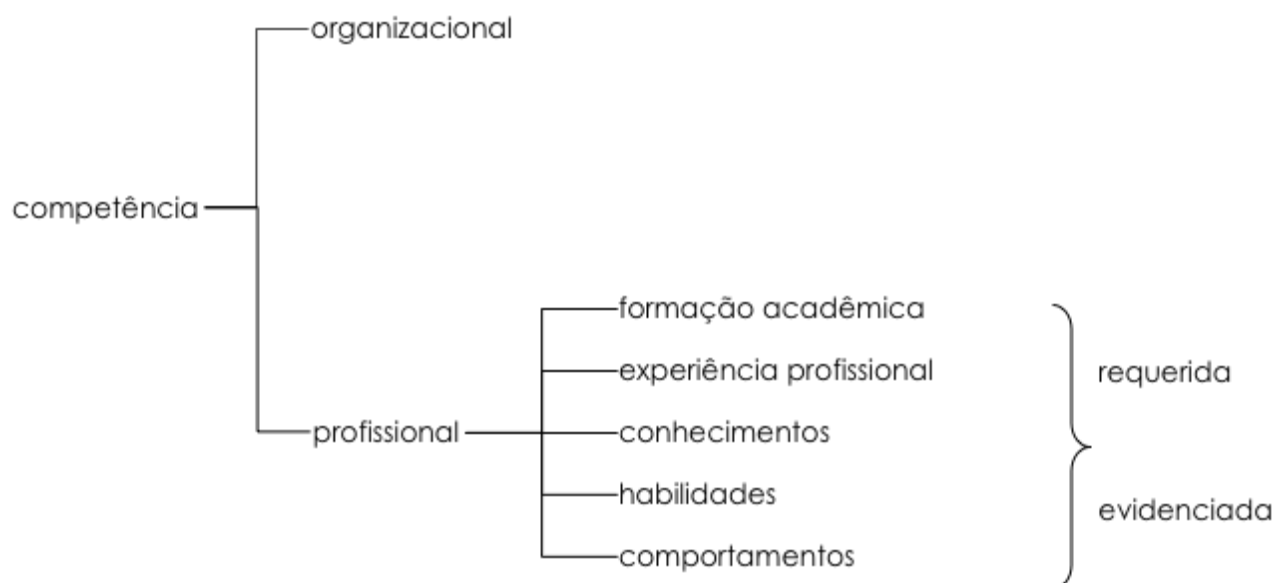 organizacional
competência
formação acadêmica
experiência profissional
requerida
profissional
conhecimentos
habilidades
evidenciada
comportamentos